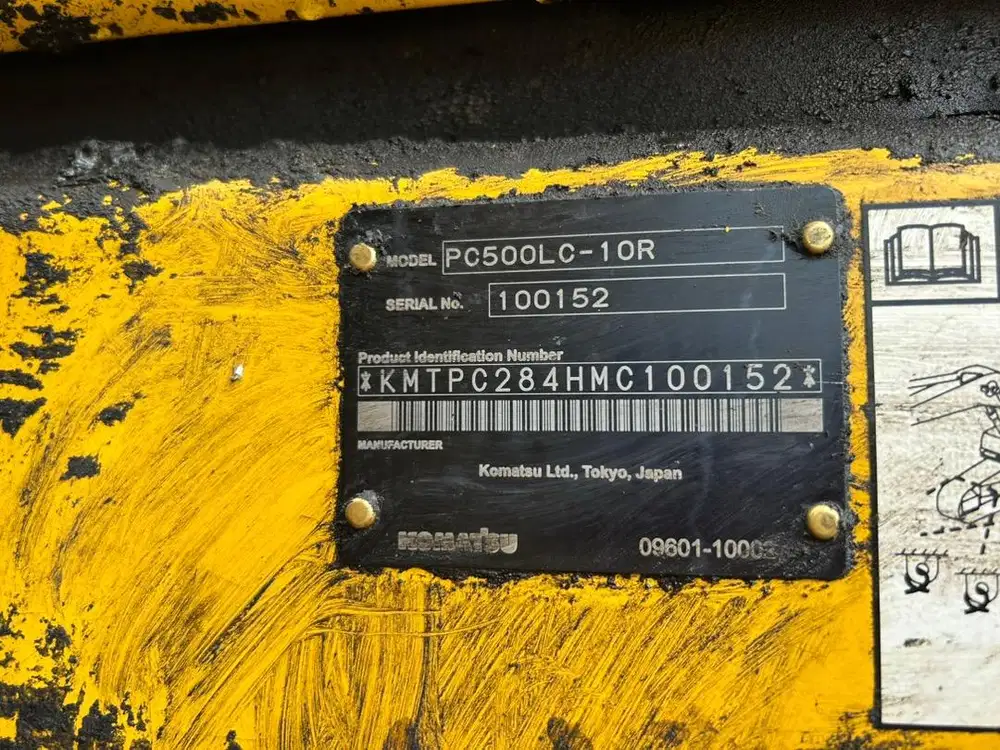 MODEL PC500LC-10R
SERIAL No. 100152
Product Identification Number
*KMTPC284HMC100152*
MANUFACTURER
Komatsu Ltd., Tokyo, Japan
KOMATSU